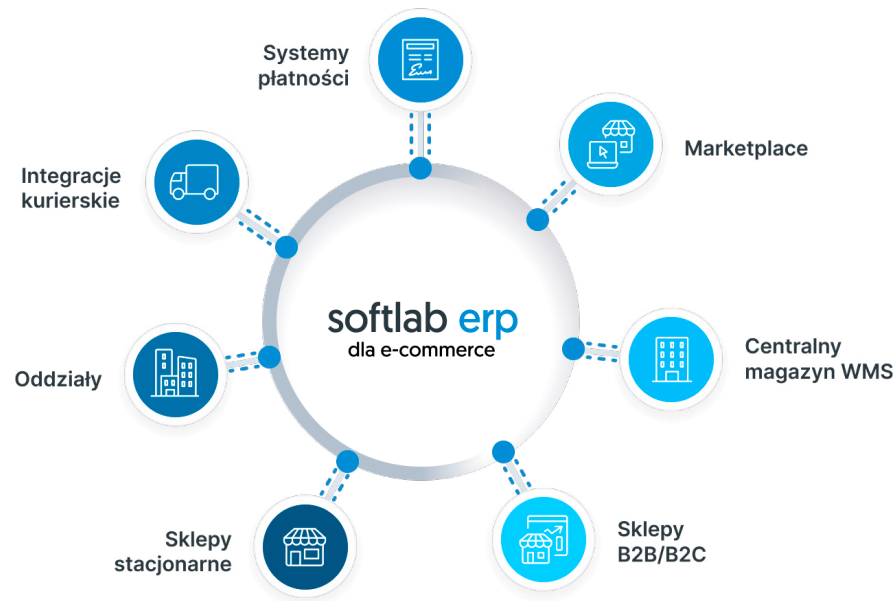 Systemy
płatności
Marketplace
Integracje
kurierskie
softlab erp
dla e-commerce
Centralny
magazyn WMS
Oddziały
Sklepy
B2B/B2C
Sklepy
stacjonarne